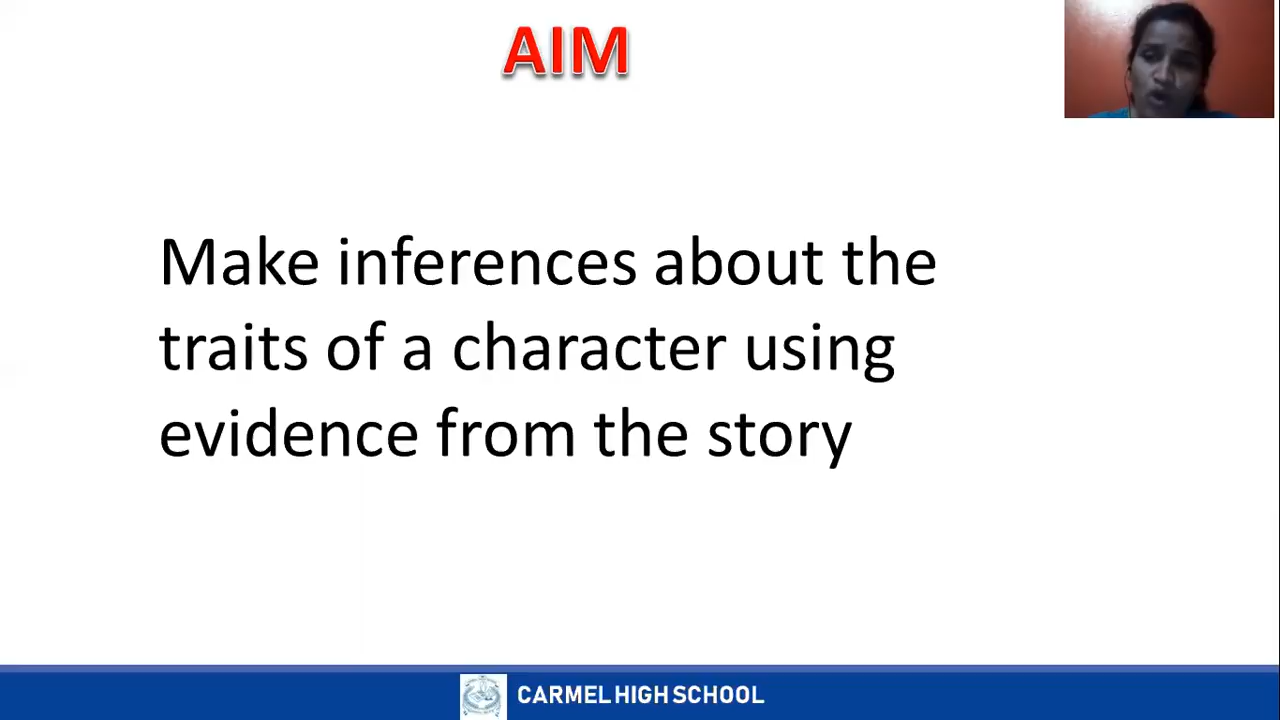 AIM
Make inferences about the
traits of a character using
evidence from the story
CARMEL HIGH SCHOOL